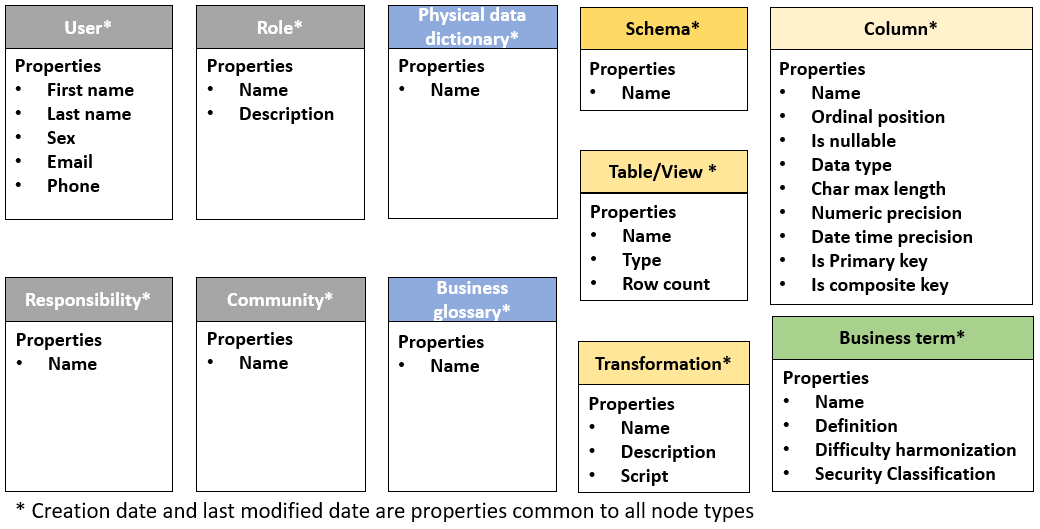 User*
Properties
• First name
• Last name
• Sex
• Email
• Phone
Role*
Properties
• Name
• Description
Physical data
dictionary*
Properties
• Name
Schema*
Properties
• Name
Column*
Properties
• Name
• Ordinal position
• Is nullable
• Data type
• Char max length
• Numeric precision
• Date time precision
• Is Primary key
• Is composite key
Table/View *
Properties
• Name
• Type
• Row count
Responsibility*
Properties
• Name
Community*
Properties
• Name
Business
glossary*
Properties
• Name
Transformation*
Properties
• Name
• Description
• Script
Business term*
Properties
• Name
• Definition
• Difficulty harmonization
• Security Classification
* Creation date and last modified date are properties common to all node types